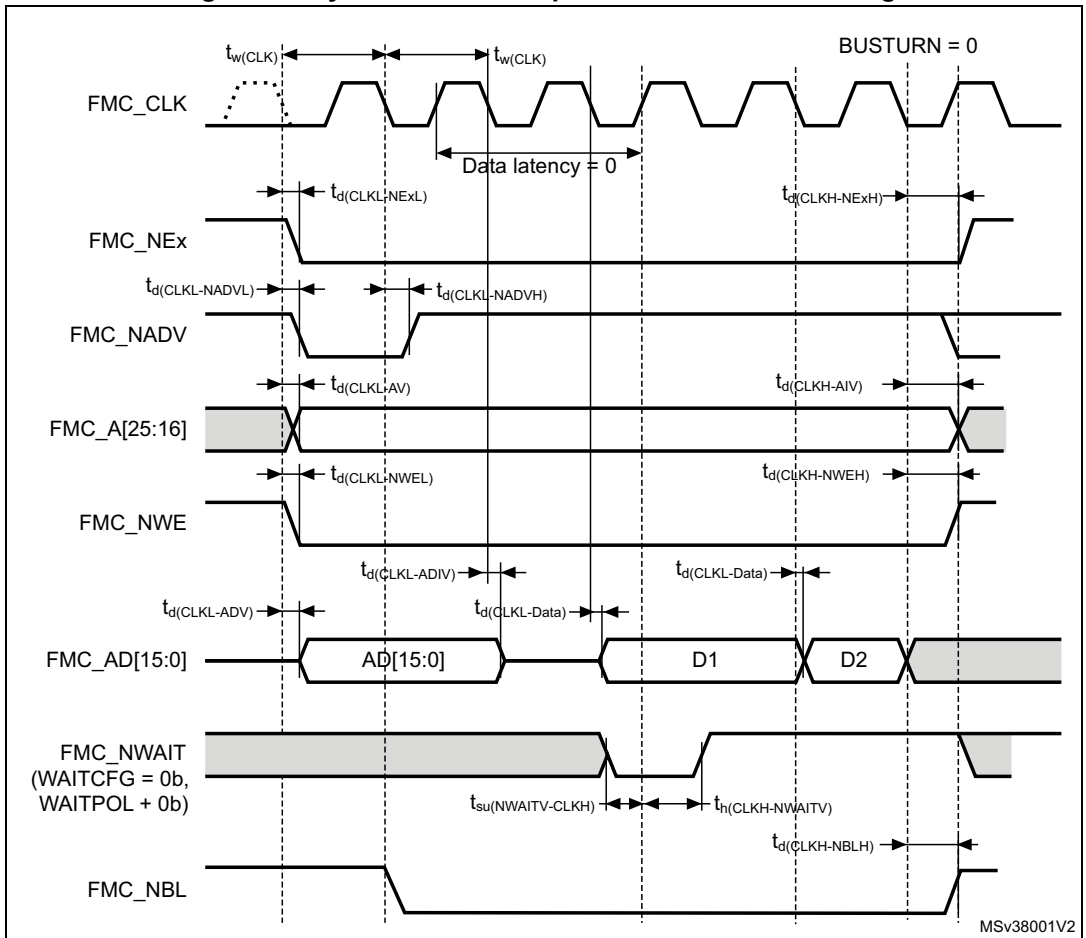 BUSTURN = 0
tw(CLK)
tw(CLK)
FMC_CLK
Data latency = 0
td(CLKL-NExL)
td(CLKH-NExH)
FMC_NEx
td(CLKL-NADVL)
td(CLKL-NADVH)
FMC_NADV
td(CLKL-AV)
td(CLKH-AIV)
FMC_A[25:16]
td(CLKL-NWEL)
td(CLKH-NWEH)
FMC_NWE
td(CLKL-ADIV)
td(CLKL-Data)
td(CLKL-ADV)
td(CLKL-Data)
FMC_AD[15:0]
AD[15:0]
D1
D2
FMC_NWAIT
(WAITCFG = 0b,
WAITPOL + 0b)
tsu(NWAITV-CLKH)
th(CLKH-NWAITV)
td(CLKH-NBLH)
FMC_NBL
MSv38001V2